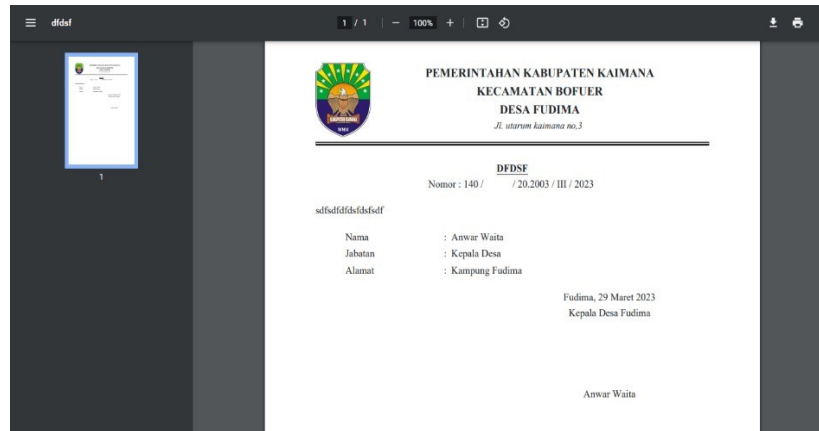 dfdsf
1 / 1
100%
1
PEMERINTAHAN KABUPATEN KAIMANA
KECAMATAN BOFUER
DESA FUDIMA
Jl. utarum kaimana no,3
DFDSF
Nomor : 140 / / 20.2003 / III / 2023
sdfsdfdfdsfdsfsdf
Nama : Anwar Waita
Jabatan : Kepala Desa
Alamat : Kampung Fudima
Fudima, 29 Maret 2023
Kepala Desa Fudima
Anwar Waita